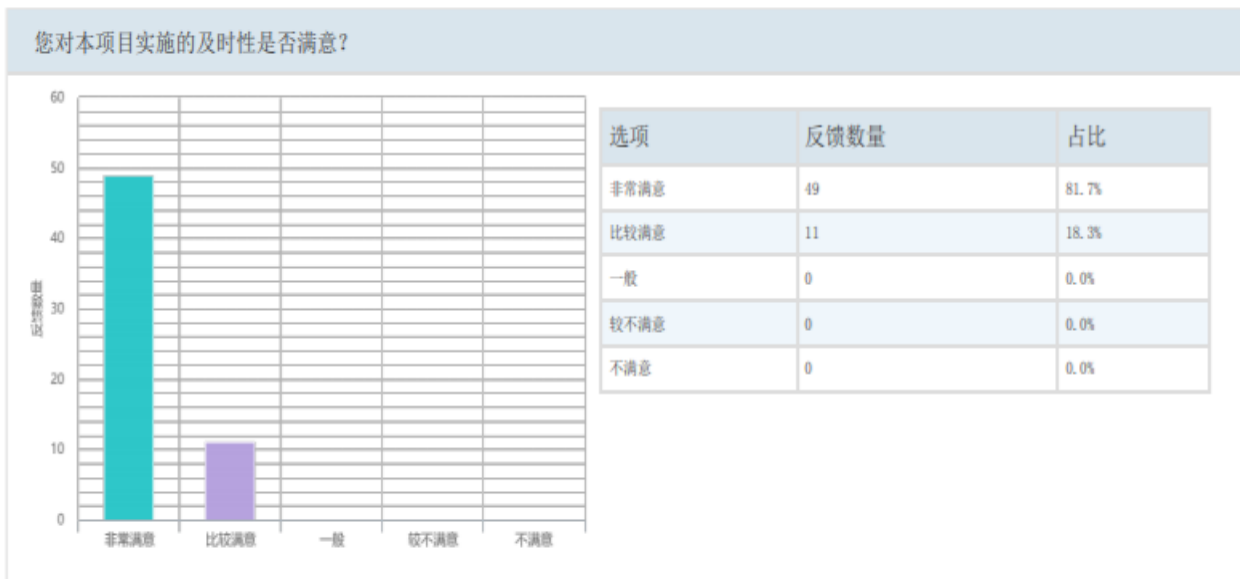 您对本项目实施的及时性是否满意?
60
50
40
30
20
10
0
反馈数量
非常满意 比较满意 一般 较不满意 不满意
选项 反馈数量 占比
非常满意 49 81.7%
比较满意 11 18.3%
一般 0 0.0%
较不满意 0 0.0%
不满意 0 0.0%